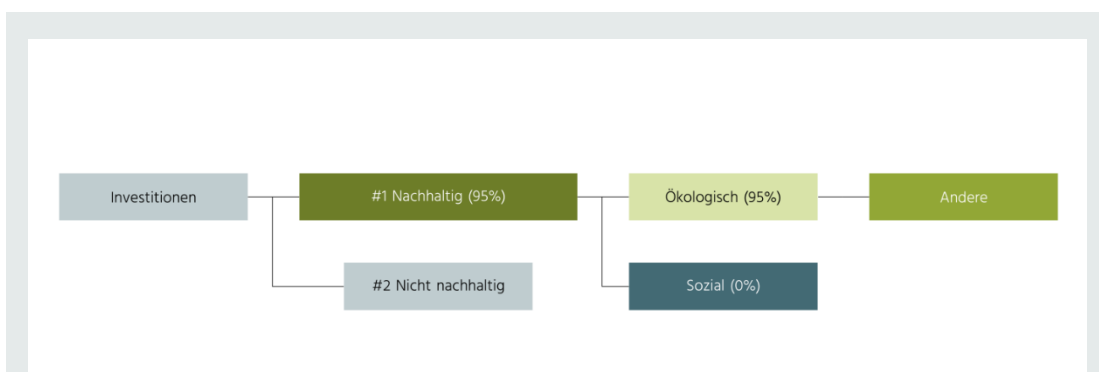 Investitionen
#1 Nachhaltig (95%)
Ökologisch (95%)
Andere
#2 Nicht nachhaltig
Sozial (0%)